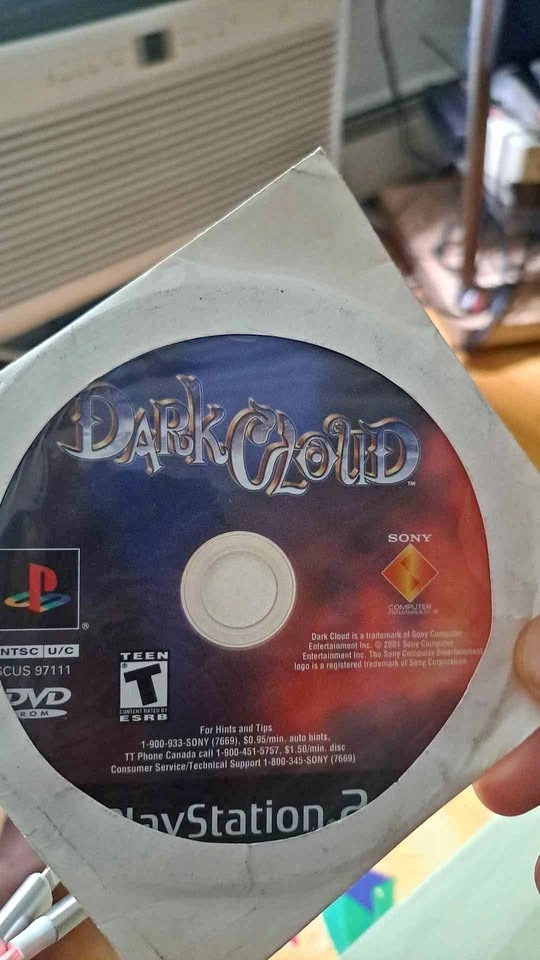 DARK CLOUD
TM
SONY
COMPUTER
ENTERTAINMENT
®
NTSC U/C
SCUS 97111
DVD
ROM
TEEN
T
®
CONTENT RATED BY
ESRB
Dark Cloud is a trademark of Sony Computer
Entertainment Inc. © 2001 Sony Computer
Entertainment Inc. The Sony Computer Entertainment
logo is a registered trademark of Sony Corporation.
For Hints and Tips
1-900-933-SONY (7669), $0.95/min. auto hints,
TT Phone Canada call 1-900-451-5757, $1.50/min. disc
Consumer Service/Technical Support 1-800-345-SONY (7669)
PlayStation 2